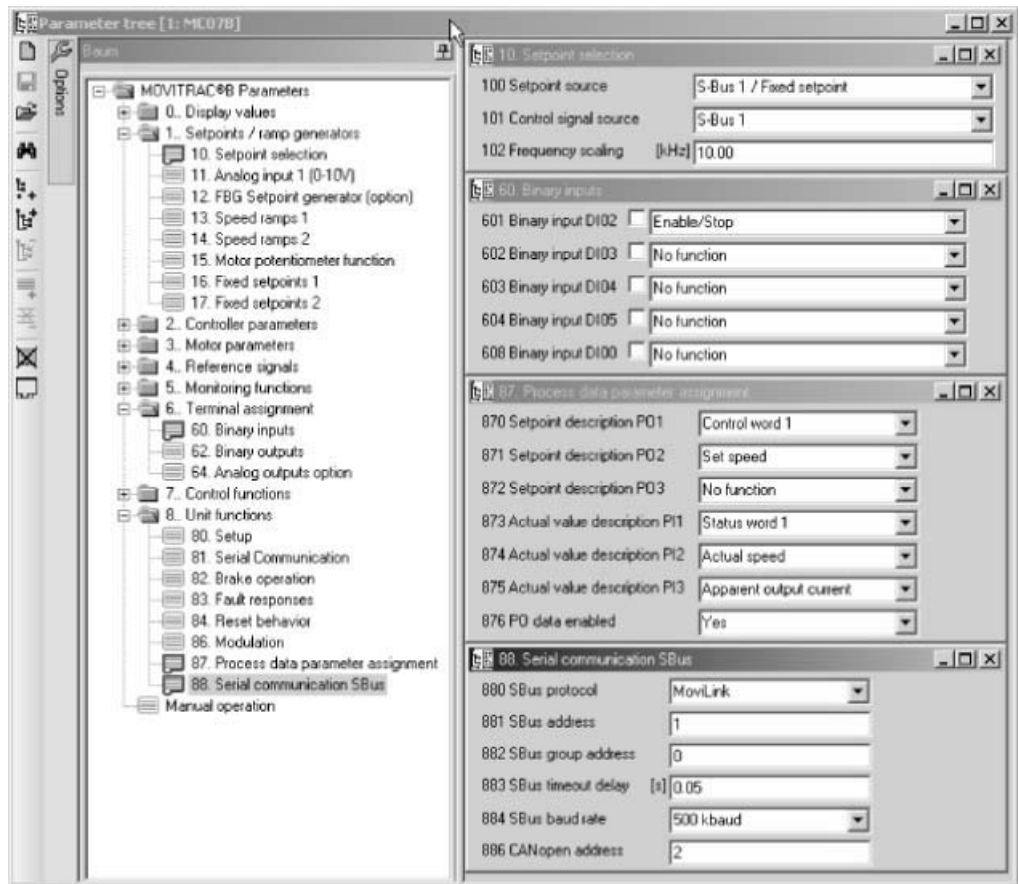 Parameter tree [1: MC07B]
Options
Baum
MOVITRAC®B Parameters
0.. Display values
1.. Setpoints / ramp generators
10. Setpoint selection
11. Analog input 1 (0-10V)
12. FBG Setpoint generator (option)
13. Speed ramps 1
14. Speed ramps 2
15. Motor potentiometer function
16. Fixed setpoints 1
17. Fixed setpoints 2
2.. Controller parameters
3.. Motor parameters
4.. Reference signals
5.. Monitoring functions
6.. Terminal assignment
60. Binary inputs
62. Binary outputs
64. Analog outputs option
7.. Control functions
8.. Unit functions
80. Setup
81. Serial Communication
82. Brake operation
83. Fault responses
84. Reset behavior
86. Modulation
87. Process data parameter assignment
88. Serial communication SBus
Manual operation
10. Setpoint selection
100 Setpoint source S-Bus 1 / Fixed setpoint
101 Control signal source S-Bus 1
102 Frequency scaling [kHz] 10.00
60. Binary inputs
601 Binary input DI02 Enable/Stop
602 Binary input DI03 No function
603 Binary input DI04 No function
604 Binary input DI05 No function
608 Binary input DI00 No function
87. Process data parameter assignment
870 Setpoint description PO1 Control word 1
871 Setpoint description PO2 Set speed
872 Setpoint description PO3 No function
873 Actual value description PI1 Status word 1
874 Actual value description PI2 Actual speed
875 Actual value description PI3 Apparent output current
876 PO data enabled Yes
88. Serial communication SBus
880 SBus protocol MoviLink
881 SBus address 1
882 SBus group address 0
883 SBus timeout delay [s] 0.05
884 SBus baud rate 500 kbaud
886 CANopen address 2